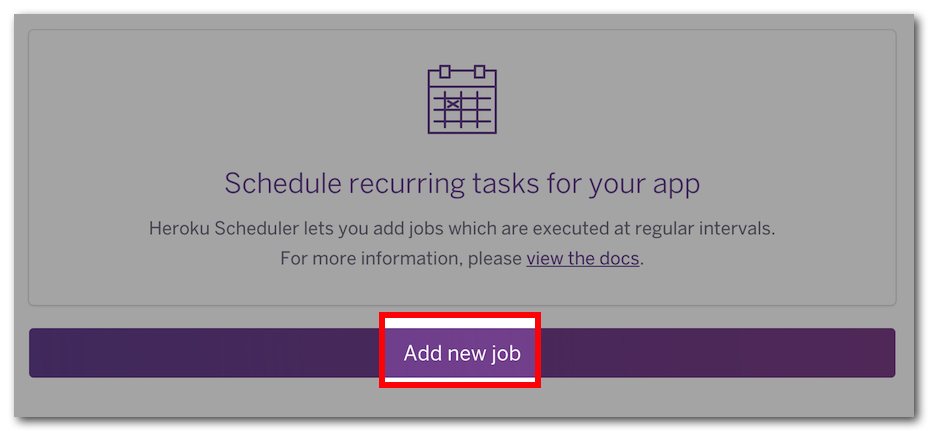 Schedule recurring tasks for your app
Heroku Scheduler lets you add jobs which are executed at regular intervals.
For more information, please view the docs.
Add new job